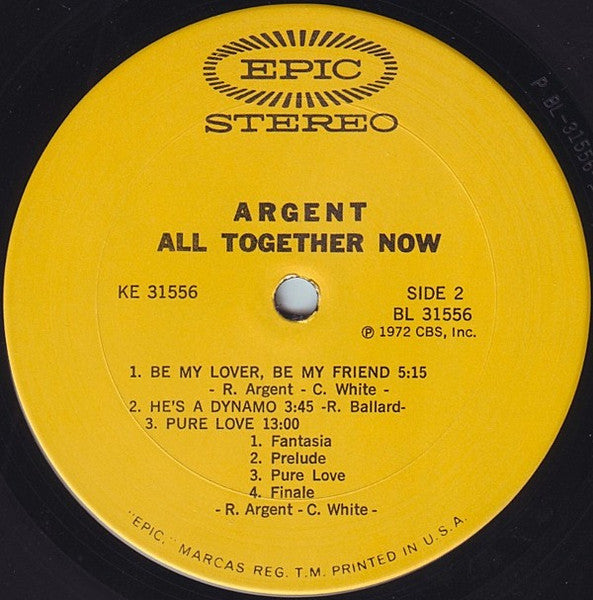 EPIC
STEREO
P BL-31556
ARGENT
ALL TOGETHER NOW
KE 31556
SIDE 2
BL 31556
℗ 1972 CBS, Inc.
1. BE MY LOVER, BE MY FRIEND 5:15
- R. Argent - C. White -
2. HE'S A DYNAMO 3:45 -R. Ballard-
3. PURE LOVE 13:00
1. Fantasia
2. Prelude
3. Pure Love
4. Finale
- R. Argent - C. White -
"EPIC," MARCAS REG. T.M. PRINTED IN U.S.A.